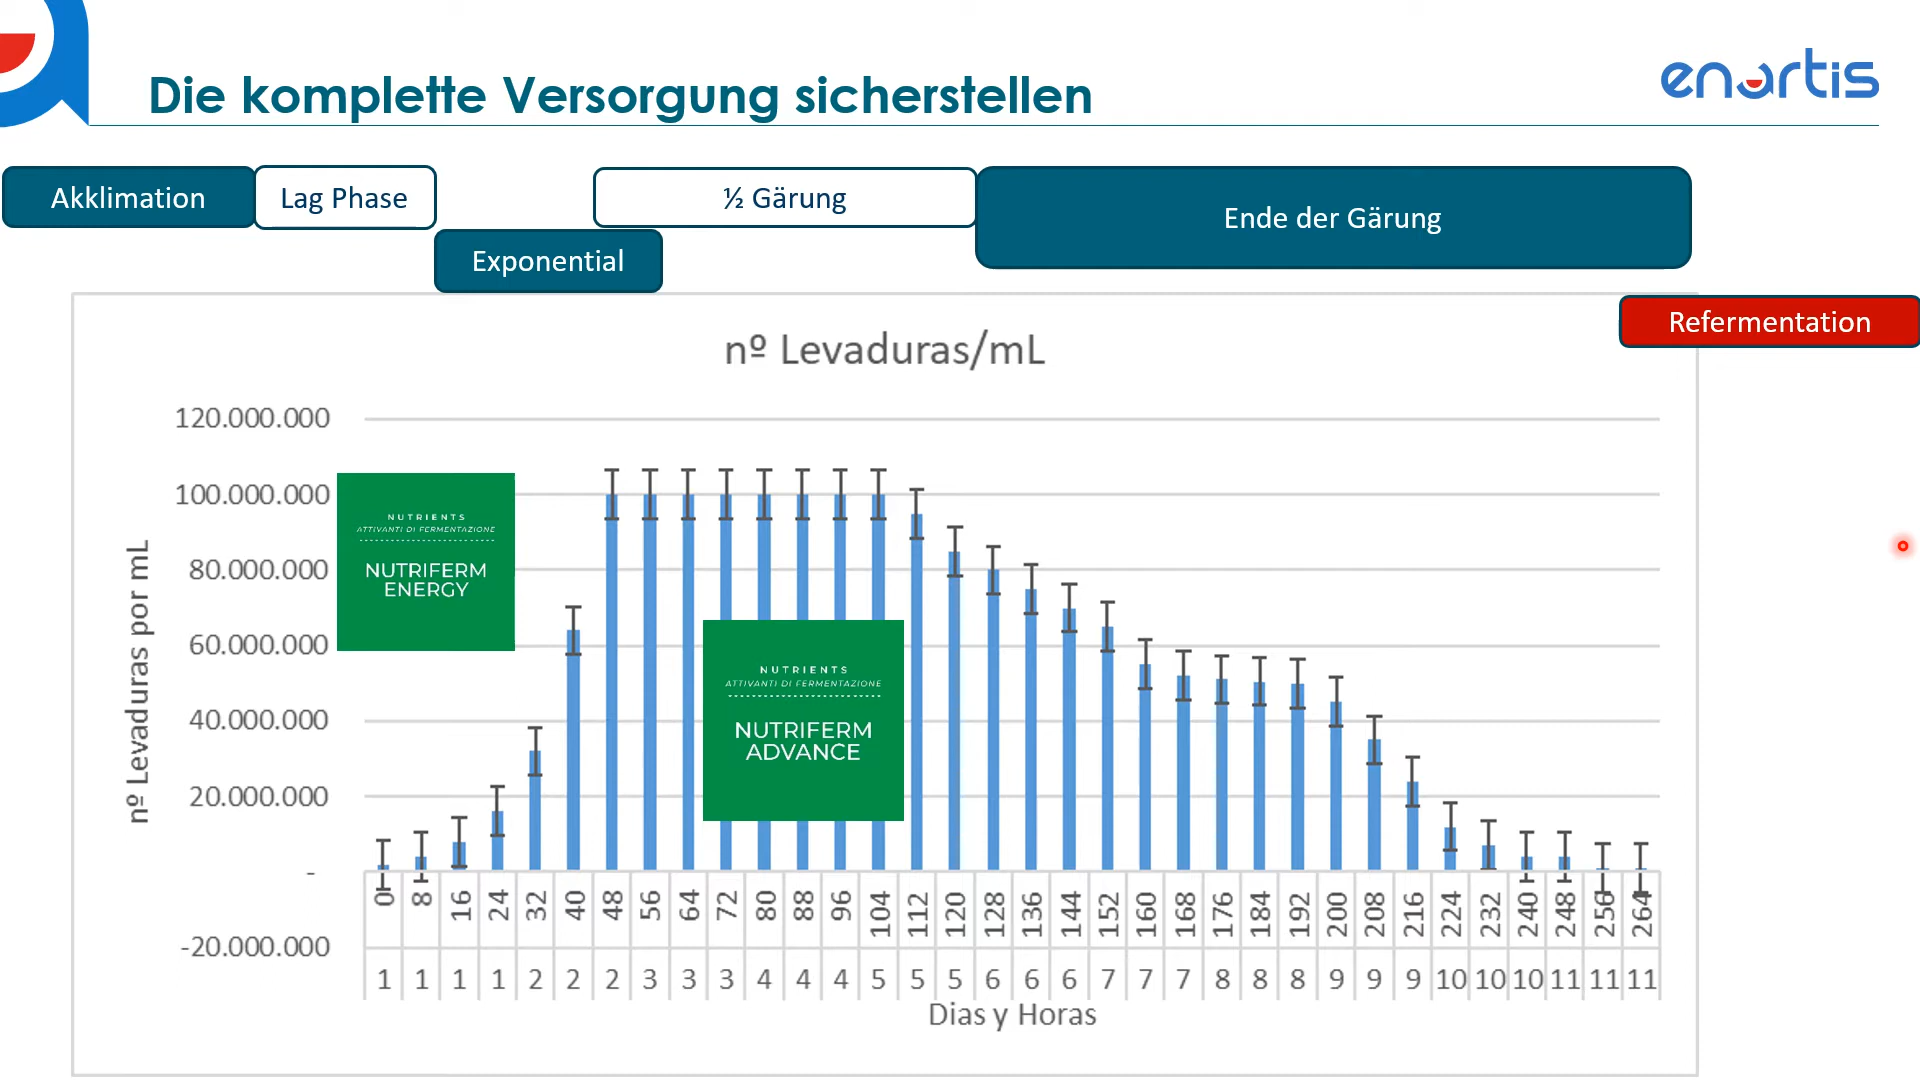 Die komplette Versorgung sicherstellen
enartis
Akklimation
Lag Phase
½ Gärung
Ende der Gärung
Exponential
Refermentation
nº Levaduras/mL
120.000.000
100.000.000
80.000.000
60.000.000
40.000.000
20.000.000
-
-20.000.000
nº Levaduras por mL
NUTRIENTS
ATTIVANTI DI FERMENTAZIONE
NUTRIFERM
ENERGY
NUTRIENTS
ATTIVANTI DI FERMENTAZIONE
NUTRIFERM
ADVANCE
0 8 16 24 32 40 48 56 64 72 80 88 96 104 112 120 128 136 144 152 160 168 176 184 192 200 208 216 224 232 240 248 256 264
1 1 1 1 2 2 2 3 3 3 4 4 4 5 5 5 6 6 6 7 7 7 8 8 8 9 9 9 10 10 10 11 11 11
Dias y Horas